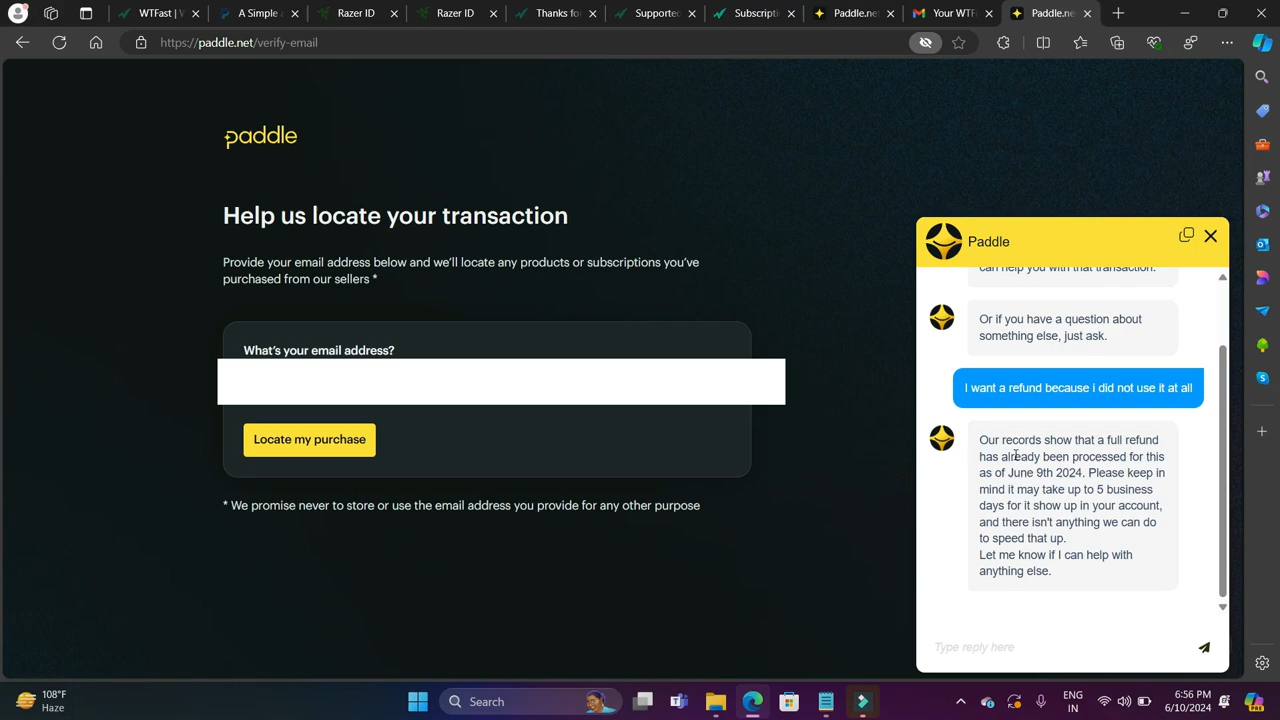 WTFast | V
A Simple
Razer ID
Razer ID
Thanks fo
Supporte
Subscript
Paddle.ne
Your WTF
Paddle.ne
https://paddle.net/verify-email
paddle
Help us locate your transaction
Provide your email address below and we'll locate any products or subscriptions you've
purchased from our sellers *
What's your email address?
Locate my purchase
* We promise never to store or use the email address you provide for any other purpose
Paddle
can help you with that transaction.
Or if you have a question about
something else, just ask.
I want a refund because i did not use it at all
Our records show that a full refund
has already been processed for this
as of June 9th 2024. Please keep in
mind it may take up to 5 business
days for it show up in your account,
and there isn't anything we can do
to speed that up.
Let me know if I can help with
anything else.
Type reply here
108°F
Haze
Search
ENG
IN
6:56 PM
6/10/2024